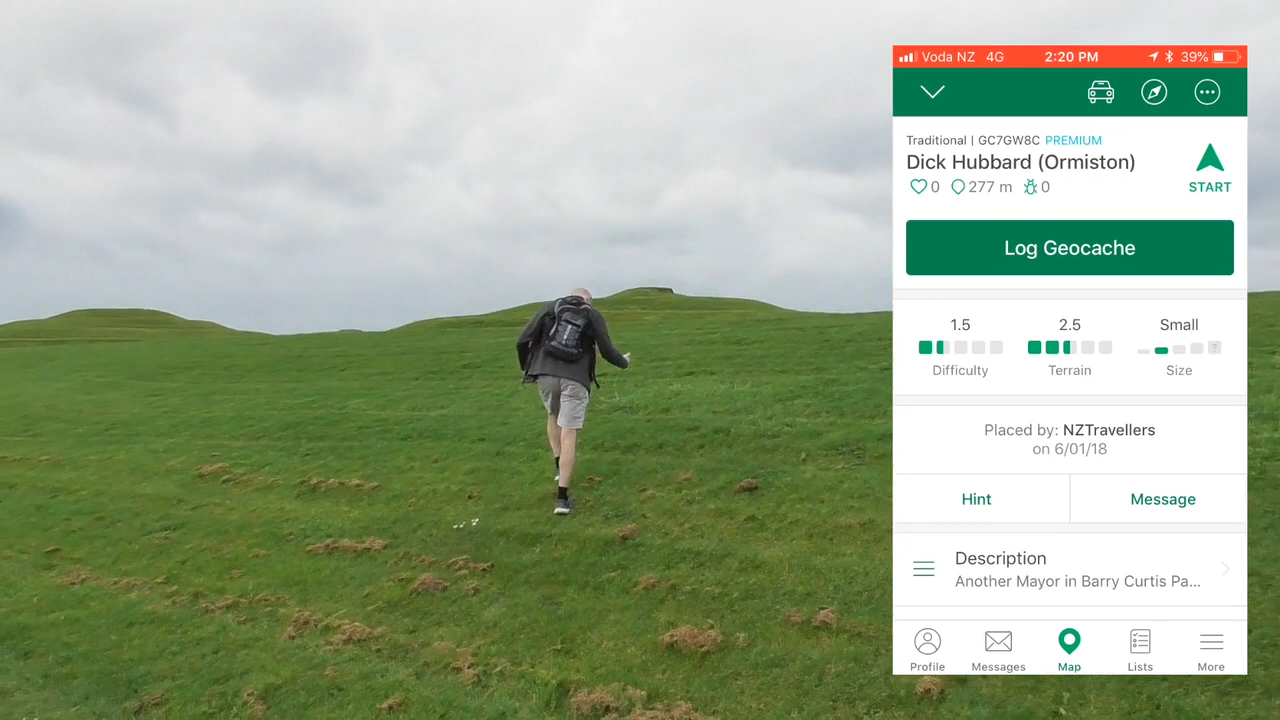 Voda NZ 4G 2:20 PM 39%
Traditional | GC7GW8C PREMIUM
Dick Hubbard (Ormiston)
0 277 m 0
START
Log Geocache
1.5 2.5 Small
Difficulty Terrain Size
Placed by: NZTravellers
on 6/01/18
Hint Message
Description
Another Mayor in Barry Curtis Pa...
Profile Messages Map Lists More